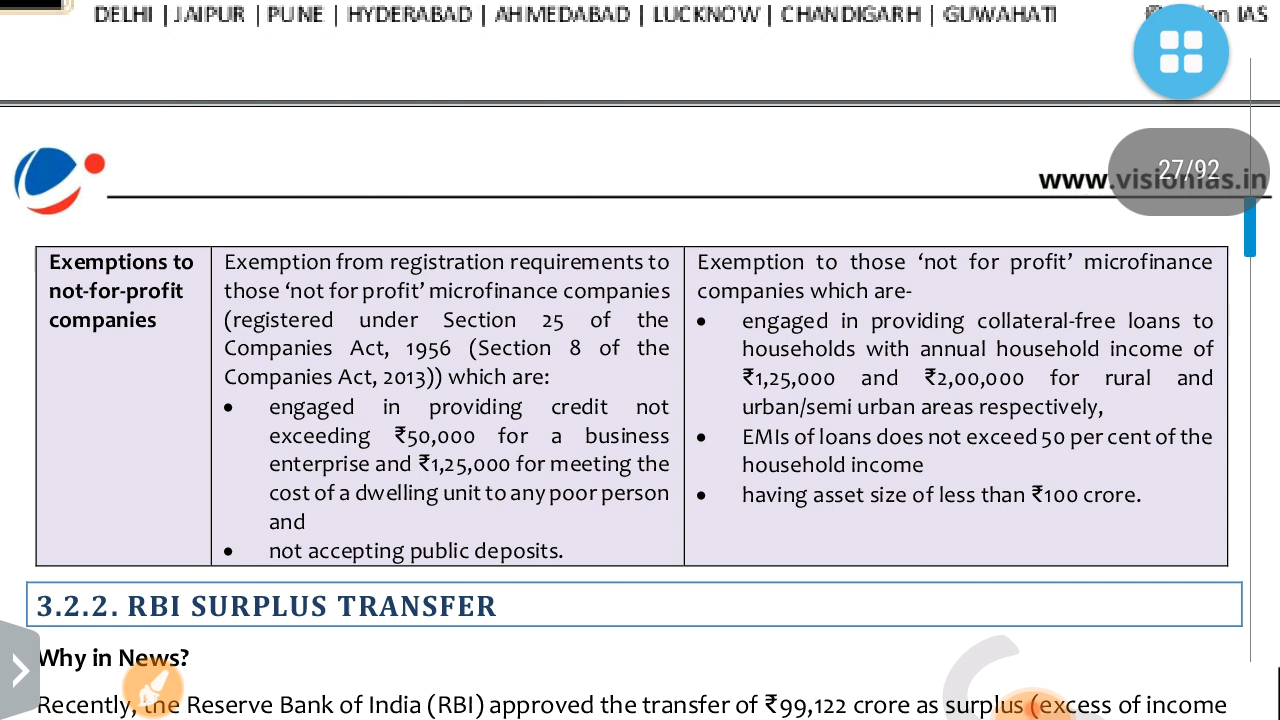 DELHI | JAIPUR | PUNE | HYDERABAD | AHMEDABAD | LUCKNOW | CHANDIGARH | GUWAHATI IAS
27/92
www.visionias.in
Exemptions to
not-for-profit
companies
Exemption from registration requirements to
those ‘not for profit’ microfinance companies
(registered under Section 25 of the
Companies Act, 1956 (Section 8 of the
Companies Act, 2013)) which are:
• engaged in providing credit not
exceeding ₹50,000 for a business
enterprise and ₹1,25,000 for meeting the
cost of a dwelling unit to any poor person
and
• not accepting public deposits.
Exemption to those ‘not for profit’ microfinance
companies which are-
• engaged in providing collateral-free loans to
households with annual household income of
₹1,25,000 and ₹2,00,000 for rural and
urban/semi urban areas respectively,
• EMIs of loans does not exceed 50 per cent of the
household income
• having asset size of less than ₹100 crore.
3.2.2. RBI SURPLUS TRANSFER
Why in News?
Recently, the Reserve Bank of India (RBI) approved the transfer of ₹99,122 crore as surplus (excess of income